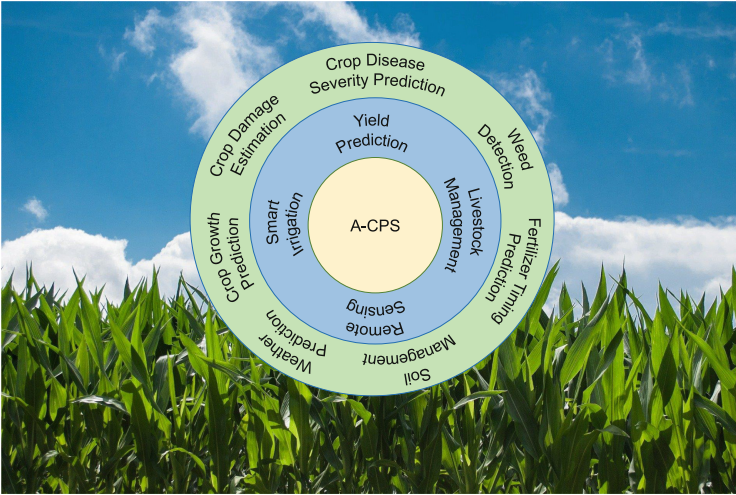 Crop Disease
Severity Prediction
Weed
Detection
Fertilizer Timing
Prediction
Soil
Management
Weather
Prediction
Crop Growth
Prediction
Crop Damage
Estimation
Yield
Prediction
Livestock
Management
Remote
Sensing
Smart
Irrigation
A-CPS